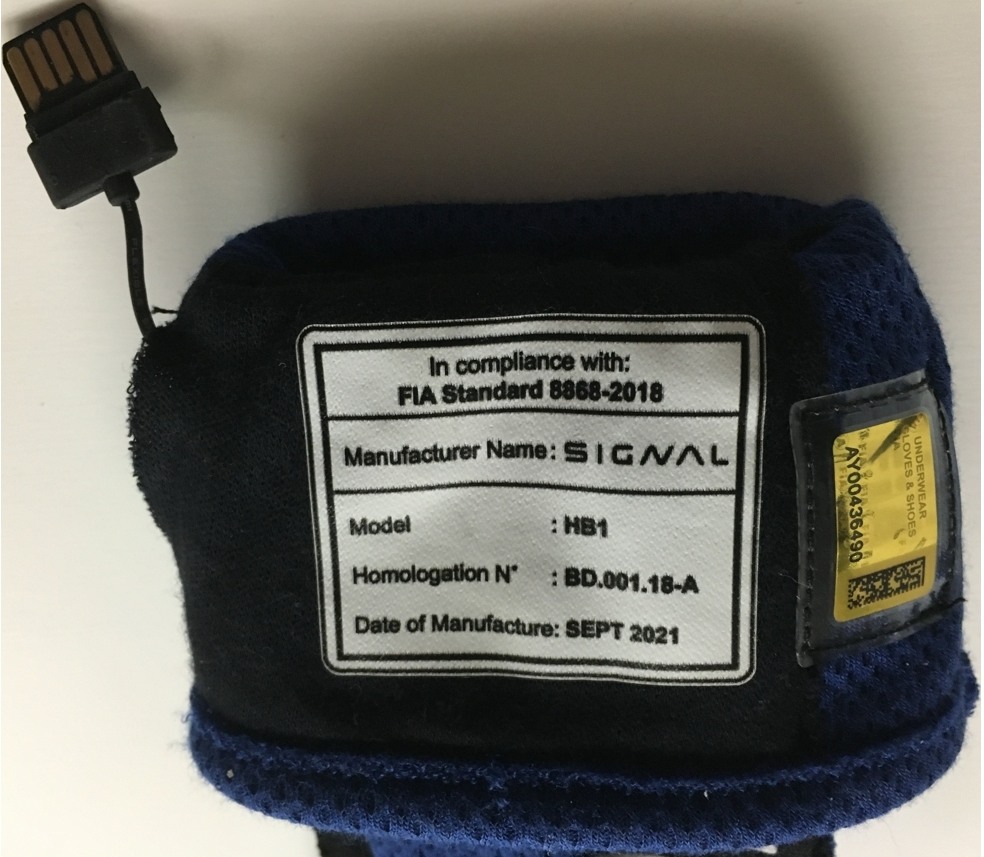 In compliance with:
FIA Standard 8868-2018
Manufacturer Name: SIGNAL
Model : HB1
Homologation N° : BD.001.18-A
Date of Manufacture: SEPT 2021
UNDERWEAR
GLOVES & SHOES
AY00436490